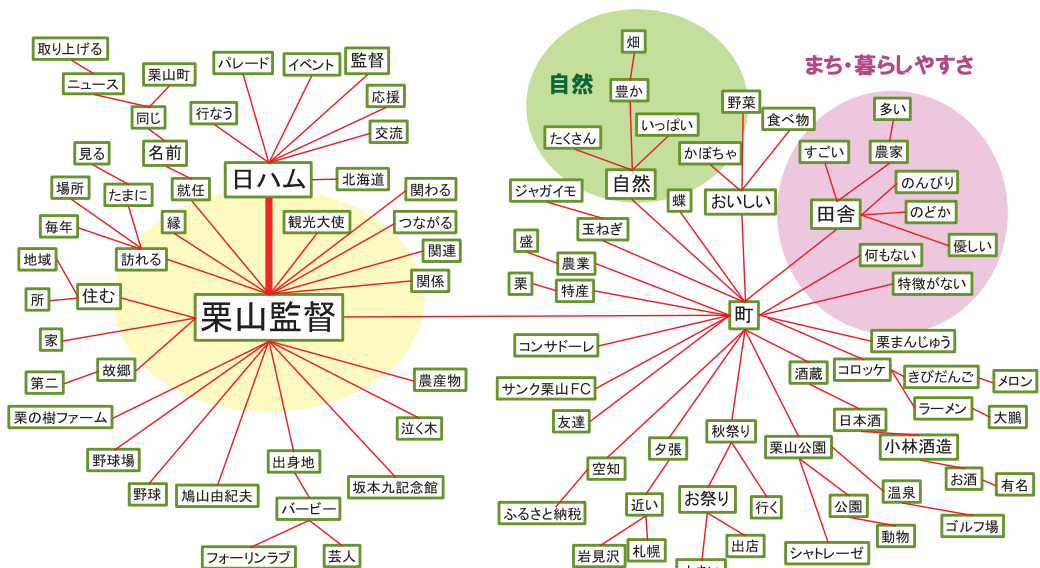 取り上げる
ニュース
栗山町
同じ
名前
就任
パレード
イベント
監督
行なう
応援
交流
日ハム
北海道
見る
たまに
場所
毎年
訪れる
縁
観光大使
関わる
つながる
関連
関係
地域
所
住む
家
第二
故郷
栗山監督
栗の樹ファーム
野球場
野球
鳩山由紀夫
出身地
バービー
フォーリンラブ
芸人
坂本九記念館
泣く木
農産物
自然
畑
豊か
たくさん
いっぱい
自然
野菜
食べ物
かぼちゃ
おいしい
蝶
まち・暮らしやすさ
多い
農家
すごい
のんびり
のどか
優しい
田舎
何もない
特徴がない
ジャガイモ
玉ねぎ
盛
農業
栗
特産
町
コンサドーレ
サンク栗山FC
友達
空知
ふるさと納税
夕張
近い
岩見沢
札幌
秋祭り
お祭り
行く
出店
栗まんじゅう
コロッケ
きびだんご
メロン
ラーメン
大鵬
酒蔵
日本酒
小林酒造
お酒
有名
栗山公園
温泉
ゴルフ場
公園
動物
シャトレーゼ